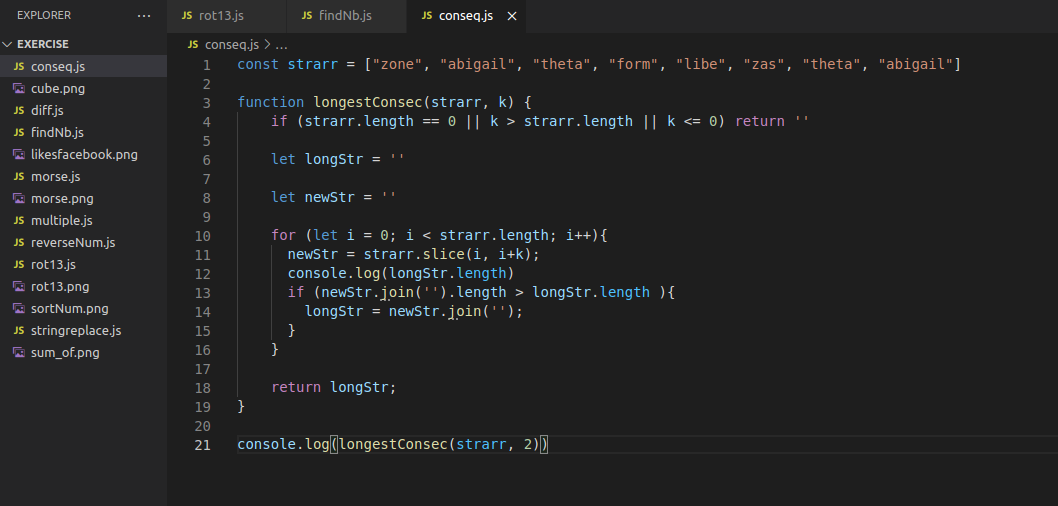 EXPLORER ...
EXERCISE
JS conseq.js
cube.png
JS diff.js
JS findNb.js
likesfacebook.png
JS morse.js
morse.png
JS multiple.js
JS reverseNum.js
JS rot13.js
rot13.png
sortNum.png
JS stringreplace.js
sum_of.png
JS rot13.js JS findNb.js JS conseq.js ×
JS conseq.js > ...
1 const strarr = ["zone", "abigail", "theta", "form", "libe", "zas", "theta", "abigail"]
2
3 function longestConsec(strarr, k) {
4 if (strarr.length == 0 || k > strarr.length || k <= 0) return ''
5
6 let longStr = ''
7
8 let newStr = ''
9
10 for (let i = 0; i < strarr.length; i++){
11 newStr = strarr.slice(i, i+k);
12 console.log(longStr.length)
13 if (newStr.join('').length > longStr.length ){
14 longStr = newStr.join('');
15 }
16 }
17
18 return longStr;
19 }
20
21 console.log(longestConsec(strarr, 2))